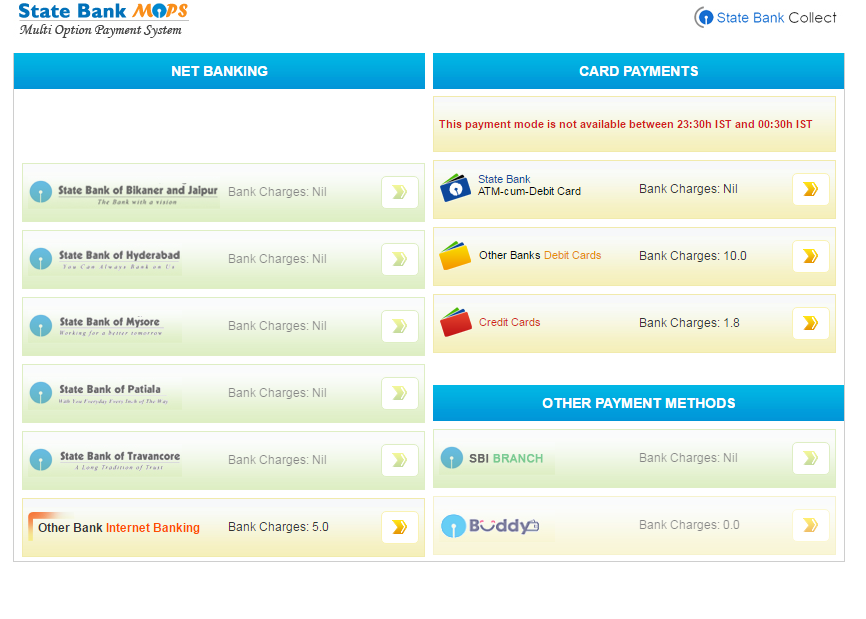 State Bank MOPS
Multi Option Payment System
State Bank Collect
NET BANKING
State Bank of Bikaner and Jaipur
The Bank with a vision
Bank Charges: Nil
State Bank of Hyderabad
You Can Always Bank on Us
Bank Charges: Nil
State Bank of Mysore
Working for a better tomorrow
Bank Charges: Nil
State Bank of Patiala
With You Everyday Every Inch of The Way
Bank Charges: Nil
State Bank of Travancore
A Long Tradition of Trust
Bank Charges: Nil
Other Bank Internet Banking
Bank Charges: 5.0
CARD PAYMENTS
This payment mode is not available between 23:30h IST and 00:30h IST
State Bank
ATM-cum-Debit Card
Bank Charges: Nil
Other Banks Debit Cards
Bank Charges: 10.0
Credit Cards
Bank Charges: 1.8
OTHER PAYMENT METHODS
SBI BRANCH
Bank Charges: Nil
Buddy
Bank Charges: 0.0